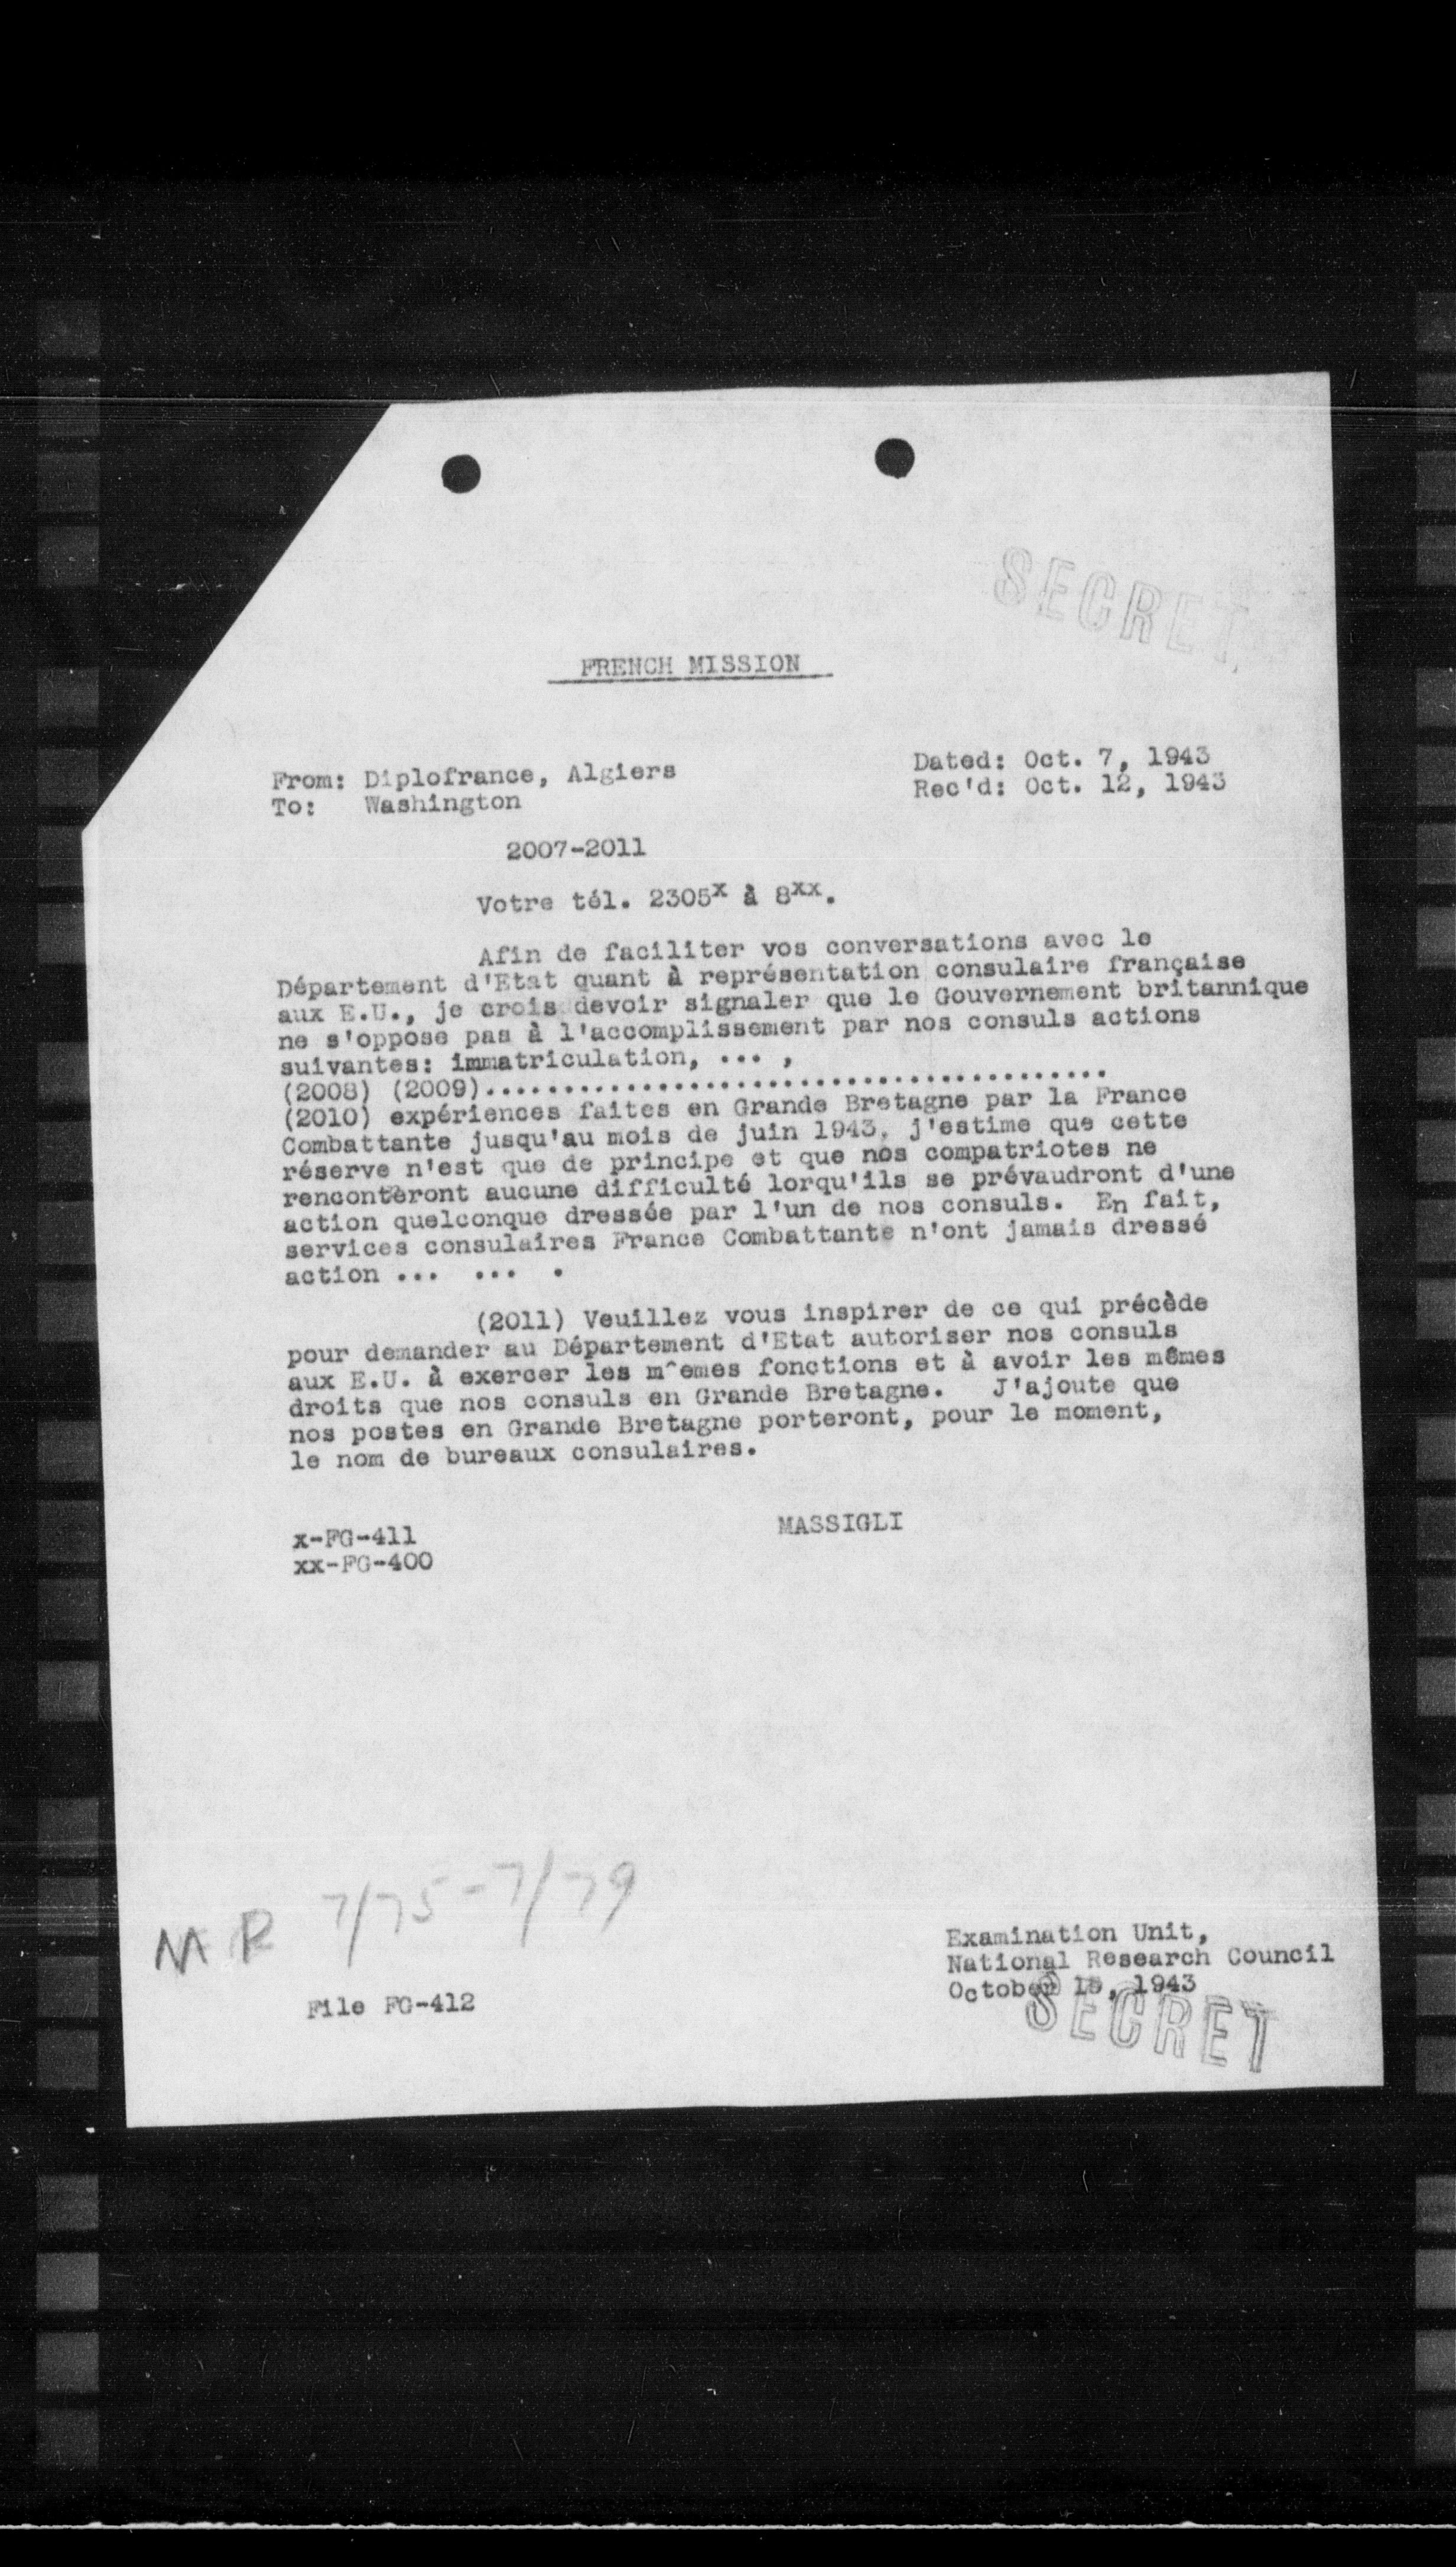 SECRET
FRENCH MISSION
From: Diplofrance, Algiers
To: Washington
Dated: Oct. 7, 1943
Rec'd: Oct. 12, 1943
2007-2011
Votre tél. 2305x à 8xx.
Afin de faciliter vos conversations avec le
Département d'Etat quant à représentation consulaire française
aux E.U., je crois devoir signaler que le Gouvernement britannique
ne s'oppose pas à l'accomplissement par nos consuls actions
suivantes: immatriculation, ... ,
(2008) (2009)........................................
(2010) expériences faites en Grande Bretagne par la France
Combattante jusqu'au mois de juin 1943, j'estime que cette
réserve n'est que de principe et que nos compatriotes ne
renconteront aucune difficulté lorqu'ils se prévaudront d'une
action quelconque dressée par l'un de nos consuls. En fait,
services consulaires France Combattante n'ont jamais dressé
action ... ... .
(2011) Veuillez vous inspirer de ce qui précède
pour demander au Département d'Etat autoriser nos consuls
aux E.U. à exercer les m^emes fonctions et à avoir les mêmes
droits que nos consuls en Grande Bretagne. J'ajoute que
nos postes en Grande Bretagne porteront, pour le moment,
le nom de bureaux consulaires.
x-FG-411
xx-FG-400
MASSIGLI
7/75-7/79
M R
File FG-412
Examination Unit,
National Research Council
October 1943
SECRET